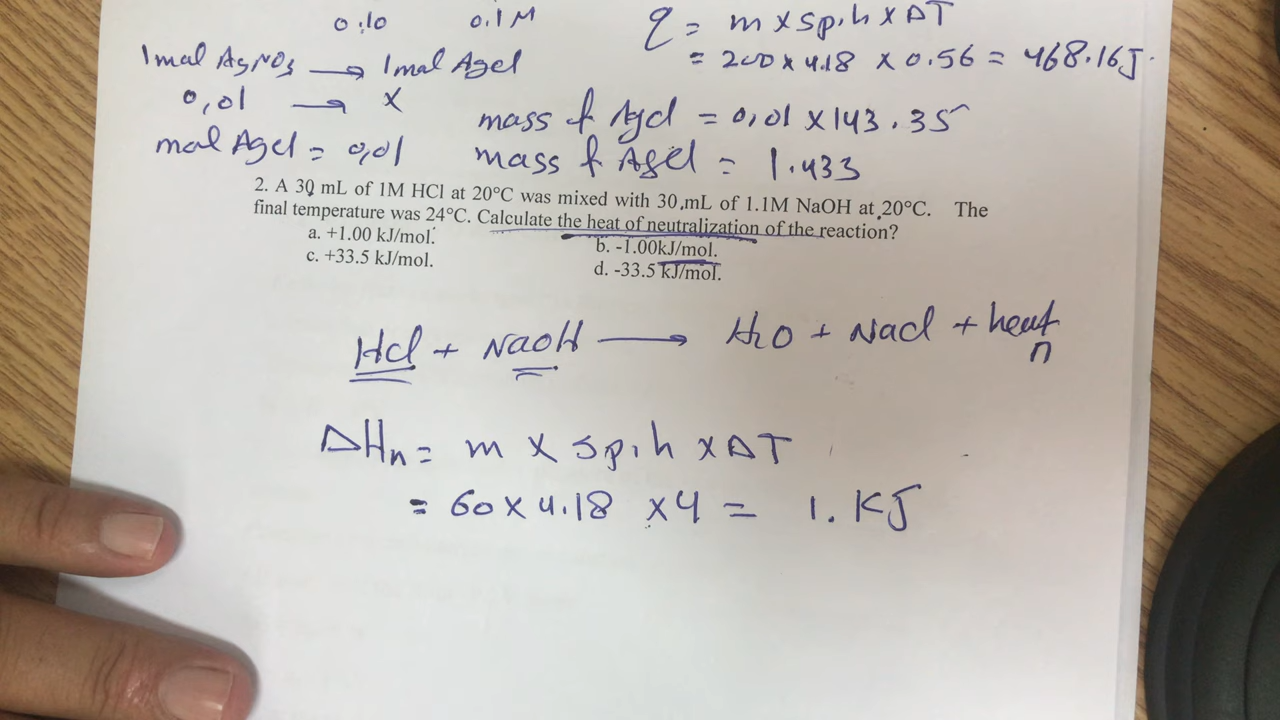 0.10 0.1M
q = m x sp.h x ΔT
1mol AgNO3 → 1mol Agcl
= 200 x 4.18 x 0.56 = 468.16J.
0,01 → X
mass of Agcl = 0,01 x 143.35
mol Agcl = 0,01
mass of Agcl = 1.433
2. A 30 mL of 1M HCl at 20°C was mixed with 30 mL of 1.1M NaOH at 20°C. The
final temperature was 24°C. Calculate the heat of neutralization of the reaction?
a. +1.00 kJ/mol. b. -1.00kJ/mol.
c. +33.5 kJ/mol. d. -33.5 kJ/mol.
Hcl + NaOH → H2O + Nacl + heat
n
ΔHn = m x sp.h x ΔT
= 60 x 4.18 x 4 = 1. KJ